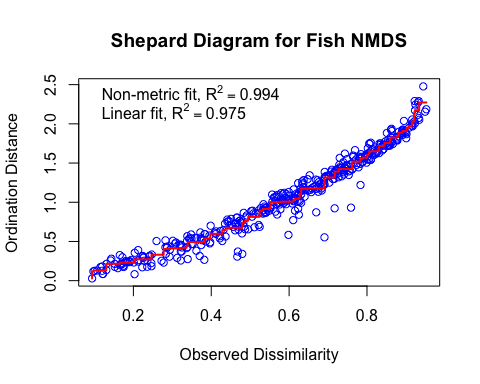 Shepard Diagram for Fish NMDS
Non-metric fit, R² = 0.994
Linear fit, R² = 0.975
Ordination Distance
2.5
2.0
1.5
1.0
0.5
0.0
0.2 0.4 0.6 0.8
Observed Dissimilarity